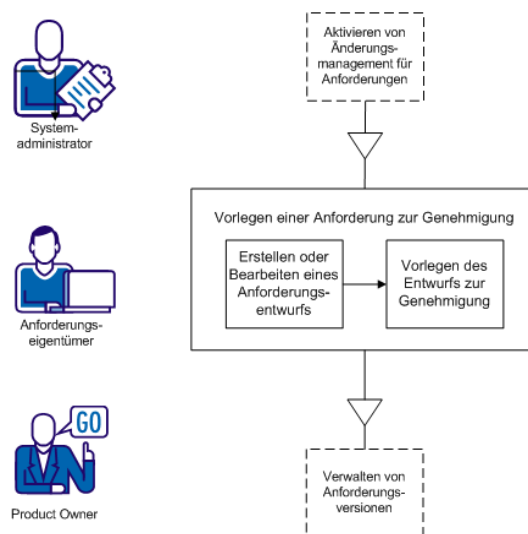 Aktivieren von
Änderungs-
management für
Anforderungen
System-
administrator
Vorlegen einer Anforderung zur Genehmigung
Erstellen oder
Bearbeiten eines
Anforderungs-
entwurfs
Vorlegen des
Entwurfs zur
Genehmigung
Anforderungs-
eigentümer
GO
Product Owner
Verwalten von
Anforderungs-
versionen